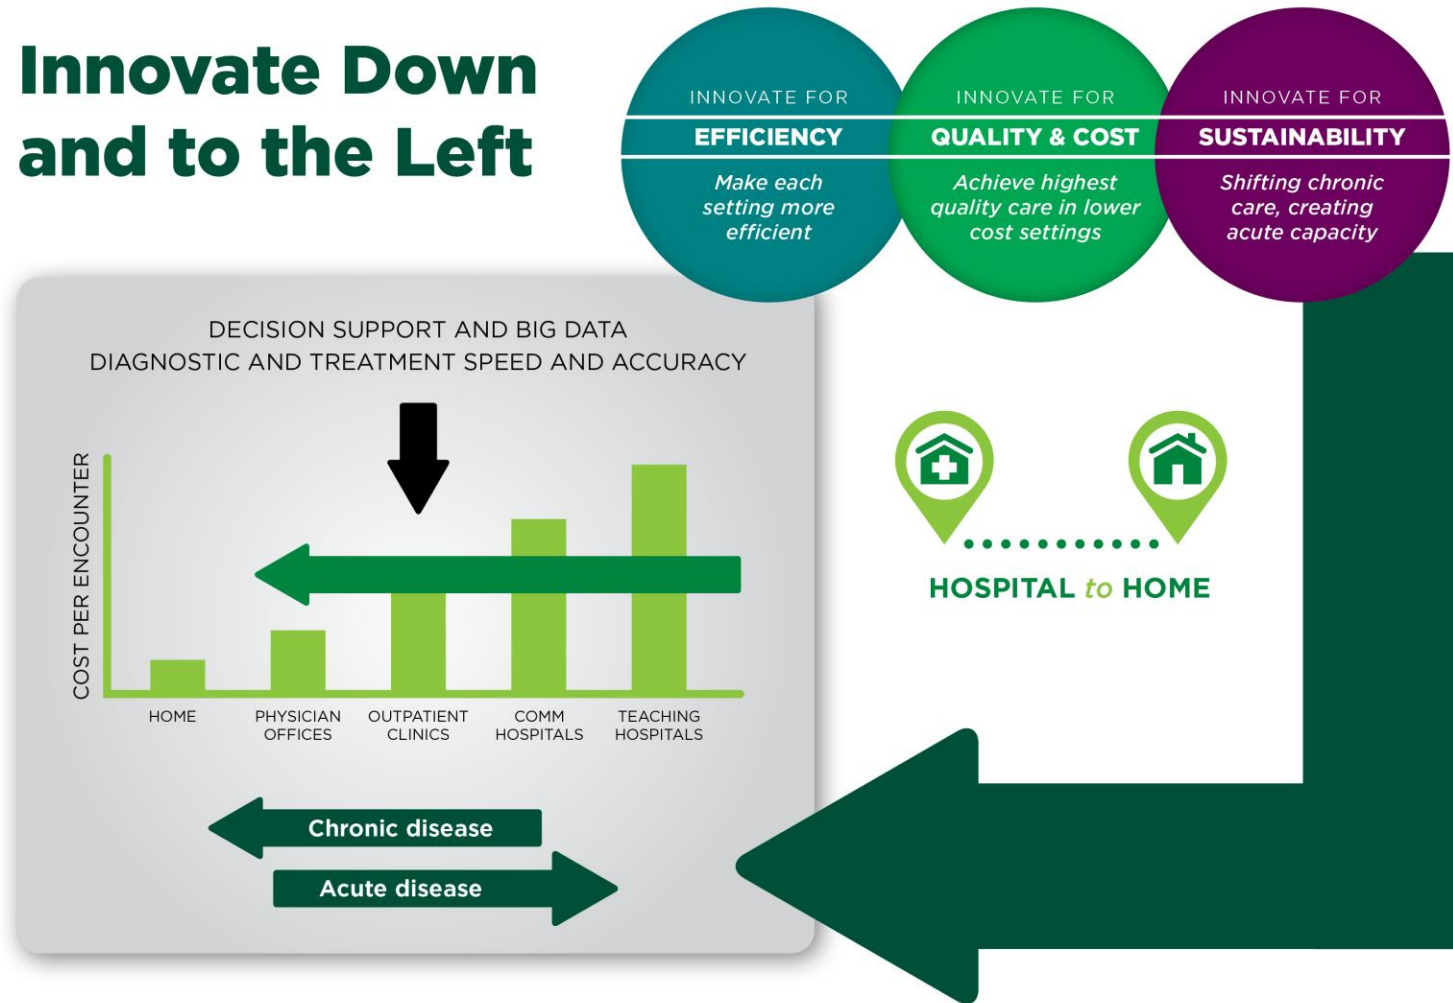 Innovate Down
and to the Left
INNOVATE FOR
EFFICIENCY
Make each
setting more
efficient
INNOVATE FOR
QUALITY & COST
Achieve highest
quality care in lower
cost settings
INNOVATE FOR
SUSTAINABILITY
Shifting chronic
care, creating
acute capacity
DECISION SUPPORT AND BIG DATA
DIAGNOSTIC AND TREATMENT SPEED AND ACCURACY
COST PER ENCOUNTER
HOME
PHYSICIAN
OFFICES
OUTPATIENT
CLINICS
COMM
HOSPITALS
TEACHING
HOSPITALS
Chronic disease
Acute disease
HOSPITAL to HOME